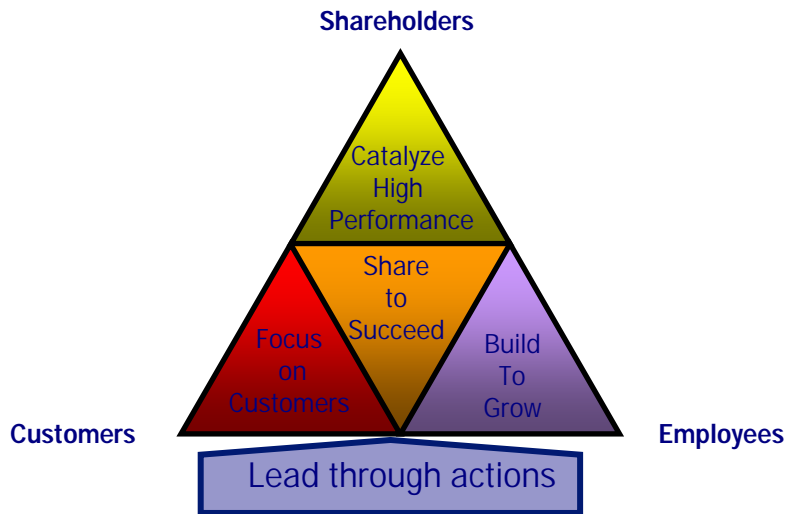 Shareholders
Catalyze
High
Performance
Share
to
Succeed
Focus
on
Customers
Build
To
Grow
Customers
Employees
Lead through actions